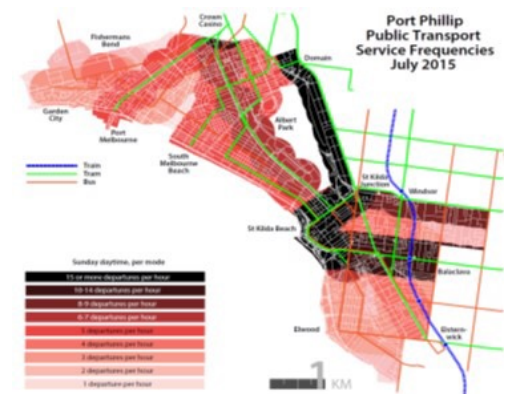 Port Phillip
Public Transport
Service Frequencies
July 2015
Crown
Casino
Fishermans
Bend
Domain
Garden
City
Port
Melbourne
Albert
Park
South
Melbourne
Beach
Train
Tram
Bus
St Kilda
Junction
Windsor
St Kilda Beach
Balaclava
Elwood
Elstern-
wick
Sunday daytime, per mode
15 or more departures per hour
10-14 departures per hour
8-9 departures per hour
6-7 departures per hour
5 departures per hour
4 departures per hour
3 departures per hour
2 departures per hour
1 departure per hour
1 KM